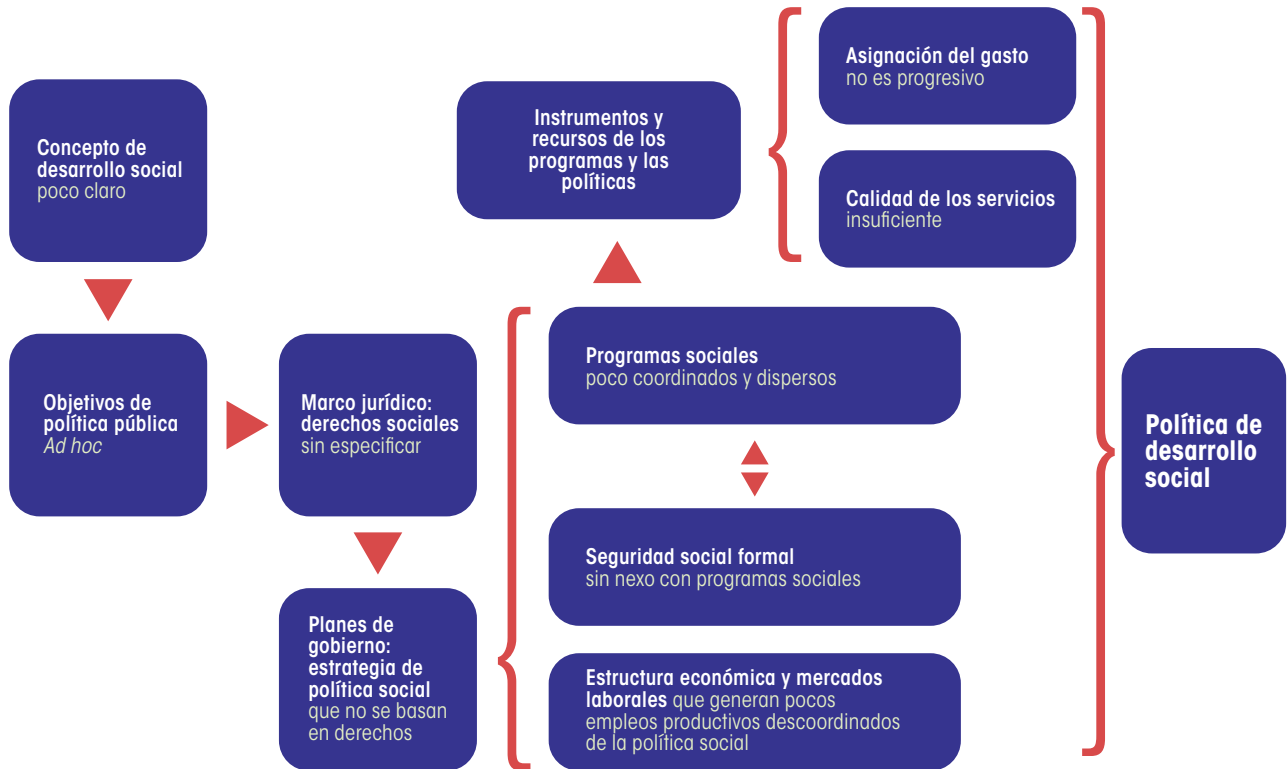 Concepto de
desarrollo social
poco claro
Objetivos de
política pública
Ad hoc
Marco jurídico:
derechos sociales
sin especificar
Planes de
gobierno:
estrategia de
política social
que no se basan
en derechos
Instrumentos y
recursos de los
programas y las
políticas
Asignación del gasto
no es progresivo
Calidad de los servicios
insuficiente
Programas sociales
poco coordinados y dispersos
Seguridad social formal
sin nexo con programas sociales
Estructura económica y mercados
laborales que generan pocos
empleos productivos descoordinados
de la política social
Política de
desarrollo
social